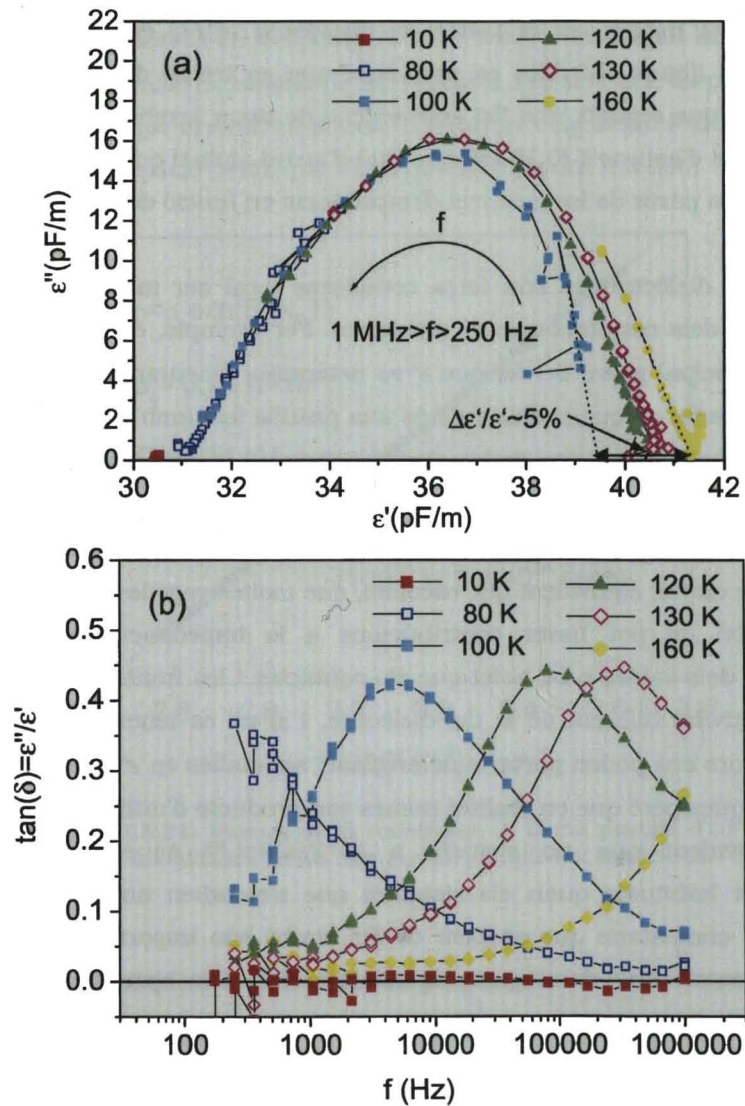 (a)
10 K
80 K
100 K
120 K
130 K
160 K
22
20
18
16
14
12
10
8
6
4
2
0
ε''(pF/m)
f
1 MHz>f>250 Hz
Δε'/ε'~5%
30 32 34 36 38 40 42
ε'(pF/m)
(b)
10 K
80 K
100 K
120 K
130 K
160 K
0.6
0.5
0.4
0.3
0.2
0.1
0.0
tan(δ)=ε''/ε'
100 1000 10000 100000 1000000
f (Hz)